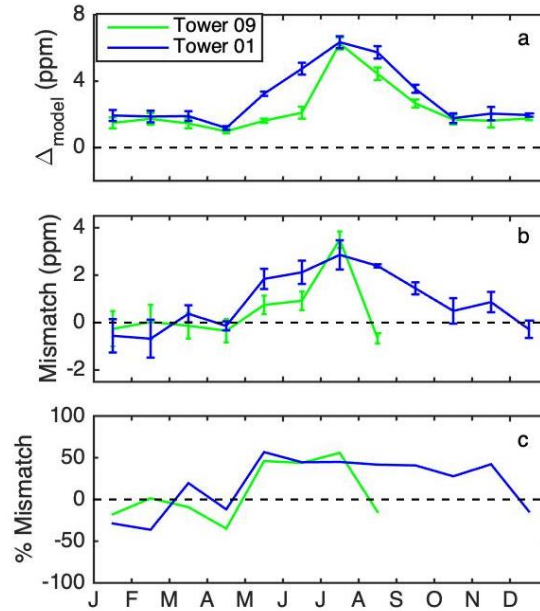 Tower 09
Tower 01
a
8
4
0
Δmodel (ppm)
J F M A M J J A S O N D
b
4
2
0
-2
Mismatch (ppm)
J F M A M J J A S O N D
c
100
50
0
-50
-100
% Mismatch
J F M A M J J A S O N D